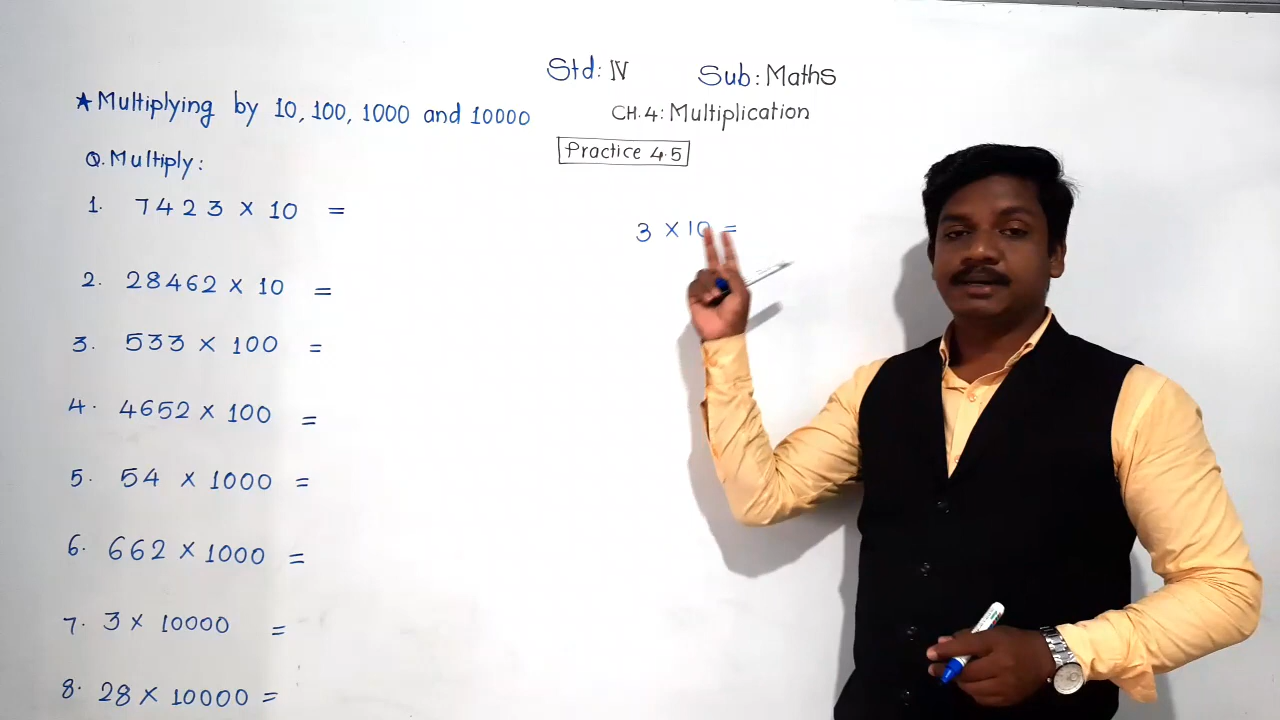 Std: IV Sub: Maths
★ Multiplying by 10, 100, 1000 and 10000
CH.4: Multiplication
Practice 4.5
Q. Multiply:
1. 7423 × 10 =
2. 28462 × 10 =
3. 533 × 100 =
4. 4652 × 100 =
5. 54 × 1000 =
6. 662 × 1000 =
7. 3 × 10000 =
8. 28 × 10000 =
3 × 10 =